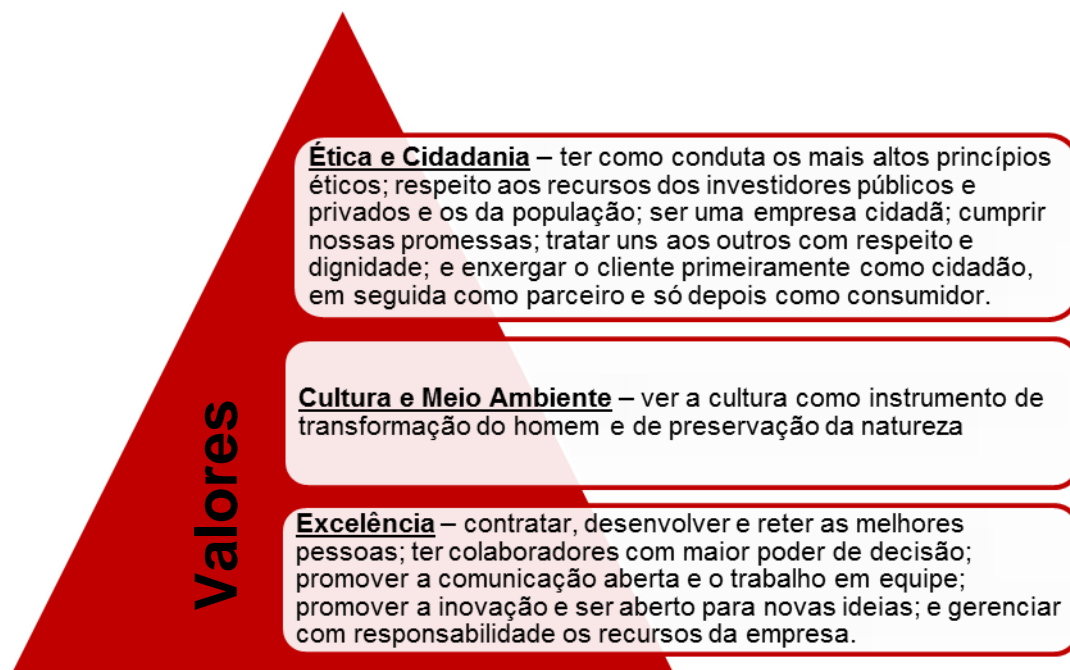 Ética e Cidadania – ter como conduta os mais altos princípios
éticos; respeito aos recursos dos investidores públicos e
privados e os da população; ser uma empresa cidadã; cumprir
nossas promessas; tratar uns aos outros com respeito e
dignidade; e enxergar o cliente primeiramente como cidadão,
em seguida como parceiro e só depois como consumidor.
Cultura e Meio Ambiente – ver a cultura como instrumento de
transformação do homem e de preservação da natureza
Valores
Excelência – contratar, desenvolver e reter as melhores
pessoas; ter colaboradores com maior poder de decisão;
promover a comunicação aberta e o trabalho em equipe;
promover a inovação e ser aberto para novas ideias; e gerenciar
com responsabilidade os recursos da empresa.